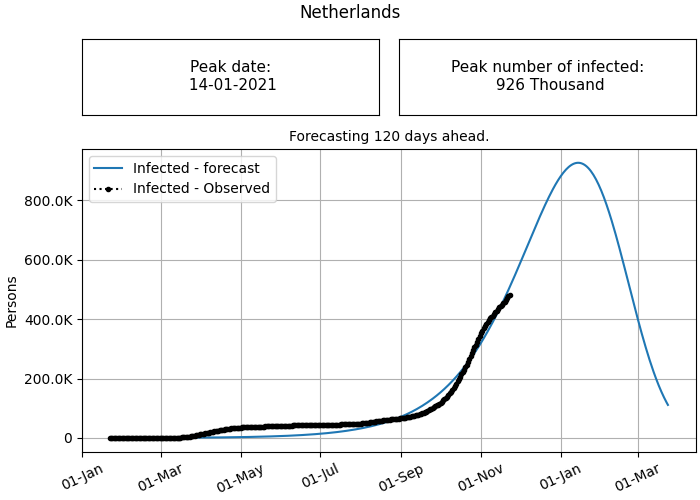 Netherlands
Peak date:
14-01-2021
Peak number of infected:
926 Thousand
Forecasting 120 days ahead.
Infected - forecast
Infected - Observed
800.0K
600.0K
400.0K
200.0K
0
Persons
01-Jan
01-Mar
01-May
01-Jul
01-Sep
01-Nov
01-Jan
01-Mar